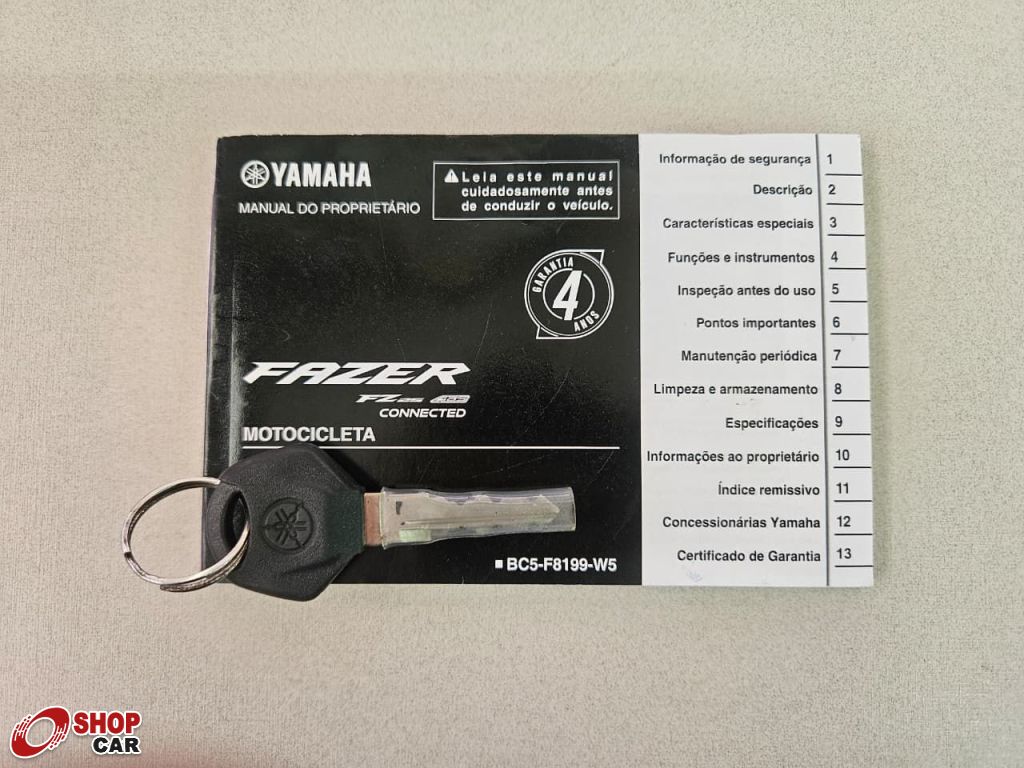 YAMAHA
MANUAL DO PROPRIETÁRIO
Leia este manual
cuidadosamente antes
de conduzir o veículo.
GARANTIA
4
ANOS
FAZER
FZ25 ABS
CONNECTED
MOTOCICLETA
BC5-F8199-W5
Informação de segurança 1
Descrição 2
Características especiais 3
Funções e instrumentos 4
Inspeção antes do uso 5
Pontos importantes 6
Manutenção periódica 7
Limpeza e armazenamento 8
Especificações 9
Informações ao proprietário 10
Índice remissivo 11
Concessionárias Yamaha 12
Certificado de Garantia 13
SHOP
CAR